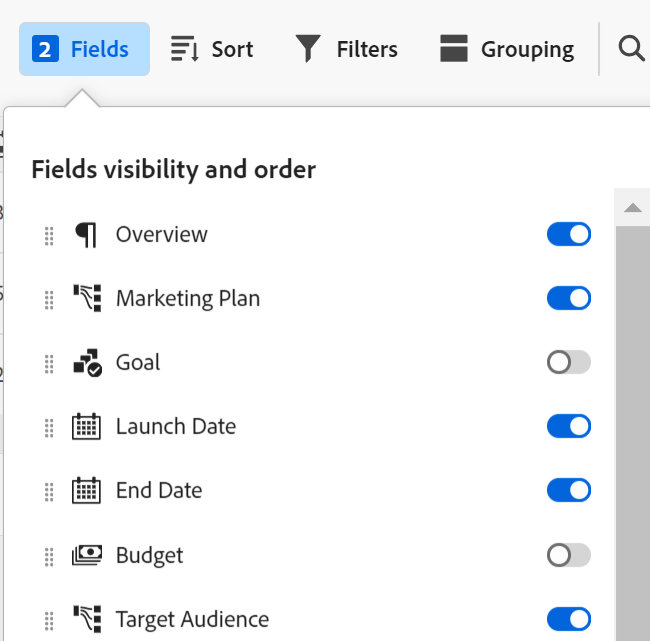 2 Fields Sort Filters Grouping
Fields visibility and order
Overview
Marketing Plan
Goal
Launch Date
End Date
Budget
Target Audience